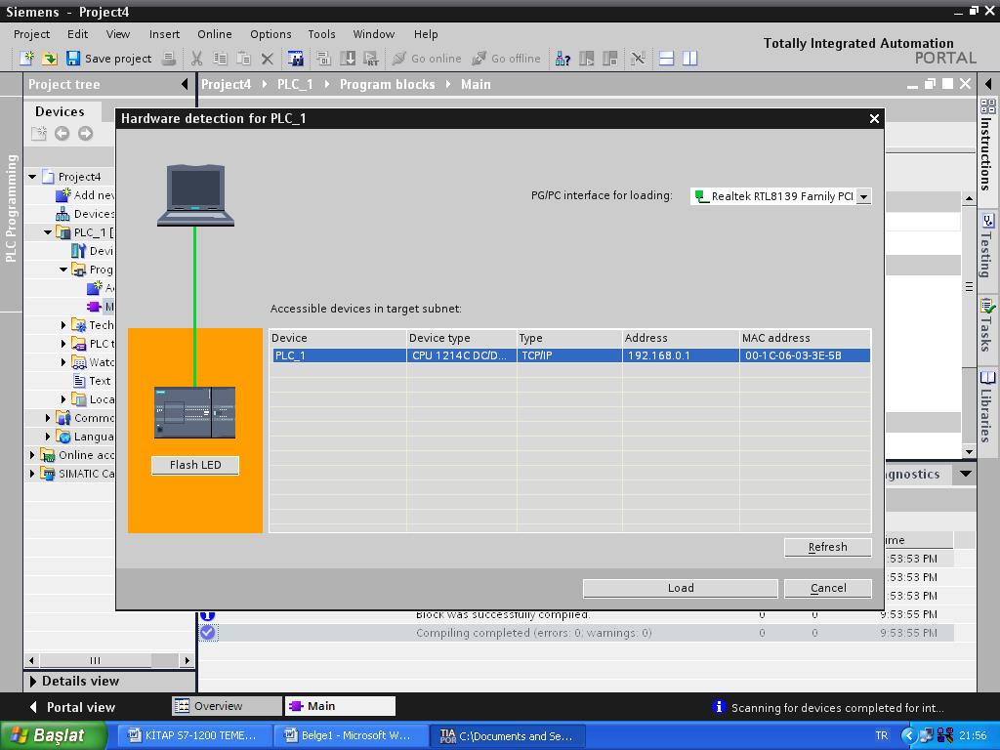 Siemens - Project4
Project Edit View Insert Online Options Tools Window Help
Totally Integrated Automation
PORTAL
Save project Go online Go offline
Project tree
Project4 PLC_1 Program blocks Main
Devices
PLC Programming
Project4
Add new
Devices
PLC_1 [
Devi
Prog
A
M
Tech
PLC t
Watc
Text
Loca
Commo
Langua
Online acc
SIMATIC Ca
Hardware detection for PLC_1
PG/PC interface for loading: Realtek RTL8139 Family PCI
Accessible devices in target subnet:
Device Device type Type Address MAC address
PLC_1 CPU 1214C DC/D... TCP/IP 192.168.0.1 00-1C-06-03-3E-5B
Flash LED
Refresh
Load Cancel
Instructions
Testing
Tasks
Libraries
gnostics
ime
:53:53 PM
:53:53 PM
:53:53 PM
Block was successfully compiled. 0 0 9:53:55 PM
Compiling completed (errors: 0; warnings: 0) 0 0 9:53:55 PM
Details view
Portal view Overview Main Scanning for devices completed for int...
Başlat KİTAP S7-1200 TEME... Belge1 - Microsoft W... TIA POR C:\Documents and Se... TR 21:56